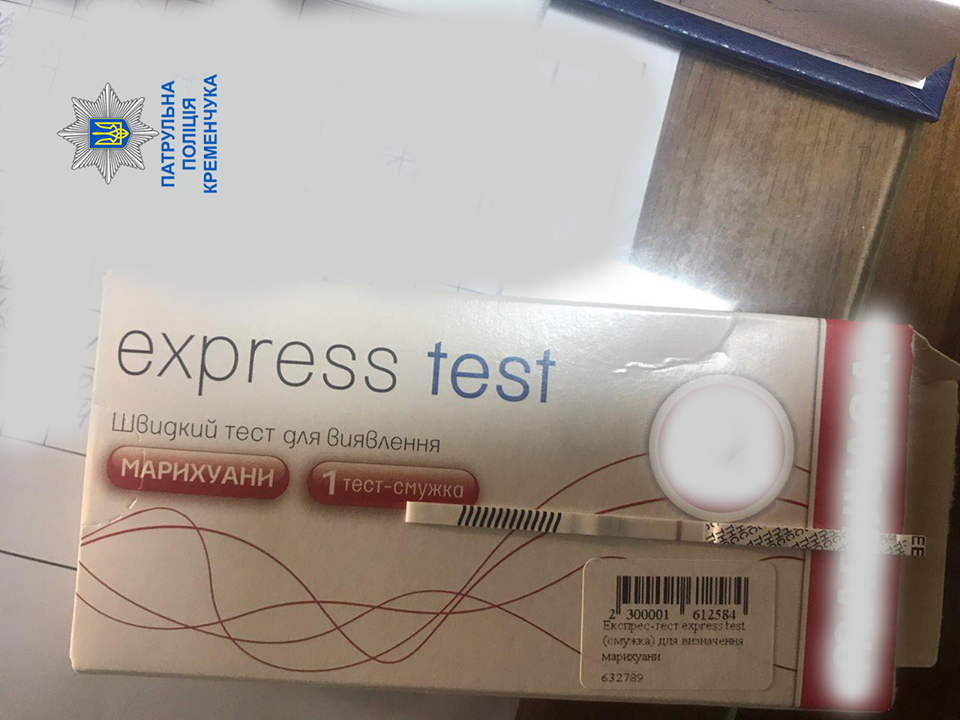 ПАТРУЛЬНА
ПОЛІЦІЯ
КРЕМЕНЧУКА
express test
Швидкий тест для виявлення
МАРИХУАНИ
1 тест-смужка
2 300001 612584
Експрес-тест express test
(смужка) для визначення
марихуани
632789